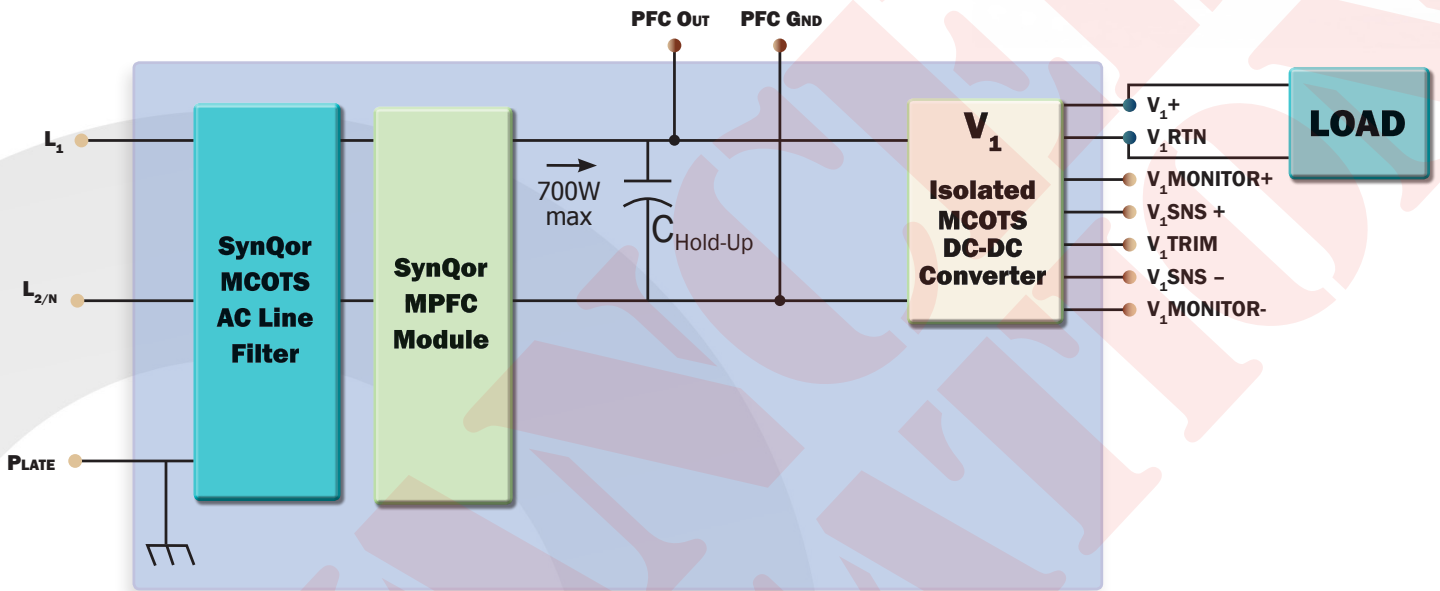 PFC OUT PFC GND
L1
L2/N
PLATE
SynQor
MCOTS
AC Line
Filter
SynQor
MPFC
Module
700W
max
CHold-Up
V1
Isolated
MCOTS
DC-DC
Converter
V1+
V1RTN
V1MONITOR+
V1SNS +
V1TRIM
V1SNS –
V1MONITOR-
LOAD